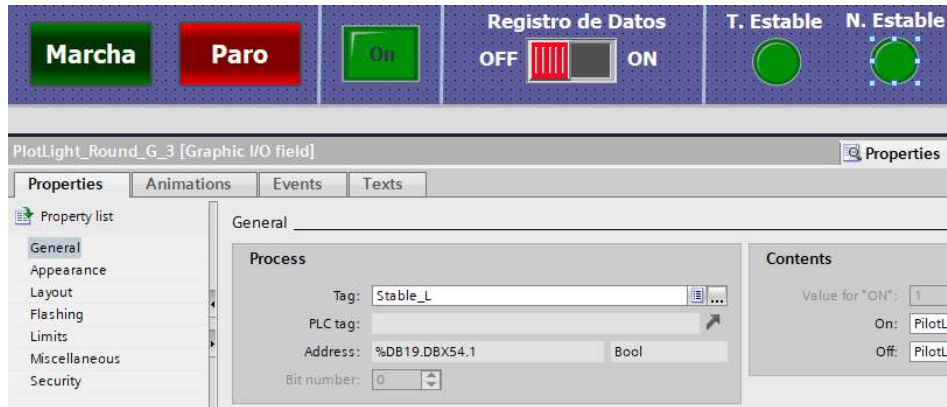 Marcha
Paro
On
Registro de Datos
OFF
ON
T. Estable
N. Estable
PlotLight_Round_G_3 [Graphic I/O field]
Properties
Properties
Animations
Events
Texts
Property list
General
Appearance
Layout
Flashing
Limits
Miscellaneous
Security
General
Process
Tag: Stable_L
...
PLC tag:
Address: %DB19.DBX54.1 Bool
Bit number: 0
Contents
Value for "ON": 1
On: PilotL
Off: PilotL